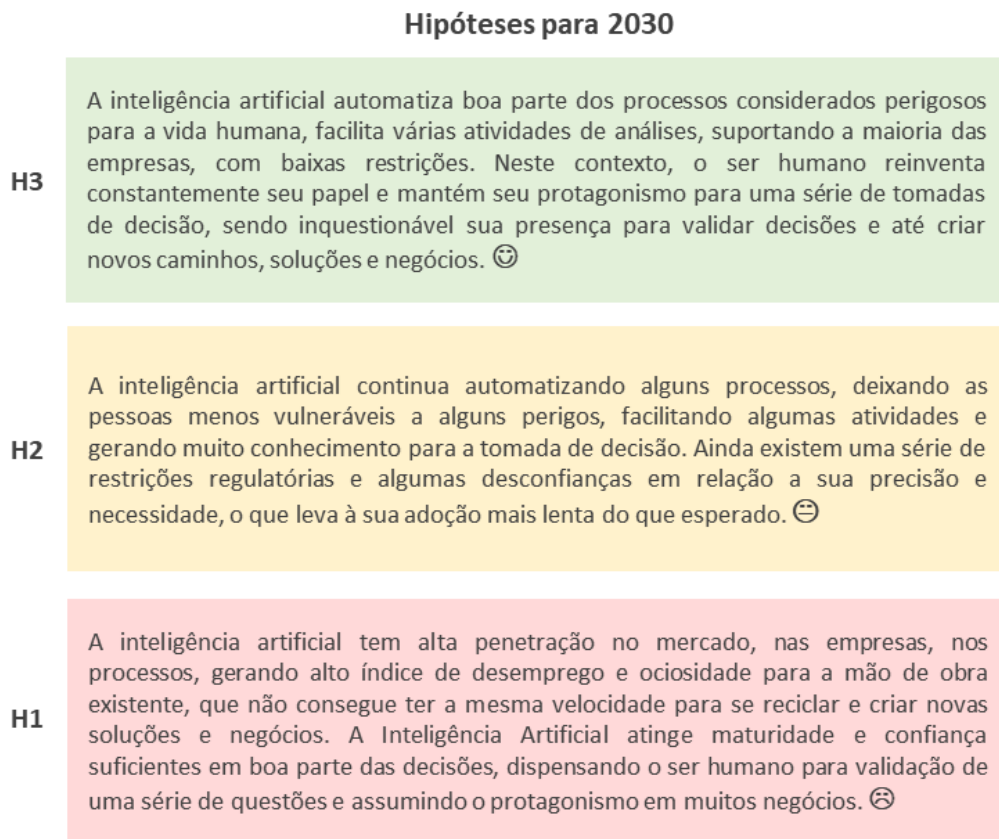 Hipóteses para 2030
H3
A inteligência artificial automatiza boa parte dos processos considerados perigosos
para a vida humana, facilita várias atividades de análises, suportando a maioria das
empresas, com baixas restrições. Neste contexto, o ser humano reinventa
constantemente seu papel e mantém seu protagonismo para uma série de tomadas
de decisão, sendo inquestionável sua presença para validar decisões e até criar
novos caminhos, soluções e negócios.
H2
A inteligência artificial continua automatizando alguns processos, deixando as
pessoas menos vulneráveis a alguns perigos, facilitando algumas atividades e
gerando muito conhecimento para a tomada de decisão. Ainda existem uma série de
restrições regulatórias e algumas desconfianças em relação a sua precisão e
necessidade, o que leva à sua adoção mais lenta do que esperado.
H1
A inteligência artificial tem alta penetração no mercado, nas empresas, nos
processos, gerando alto índice de desemprego e ociosidade para a mão de obra
existente, que não consegue ter a mesma velocidade para se reciclar e criar novas
soluções e negócios. A Inteligência Artificial atinge maturidade e confiança
suficientes em boa parte das decisões, dispensando o ser humano para validação de
uma série de questões e assumindo o protagonismo em muitos negócios.